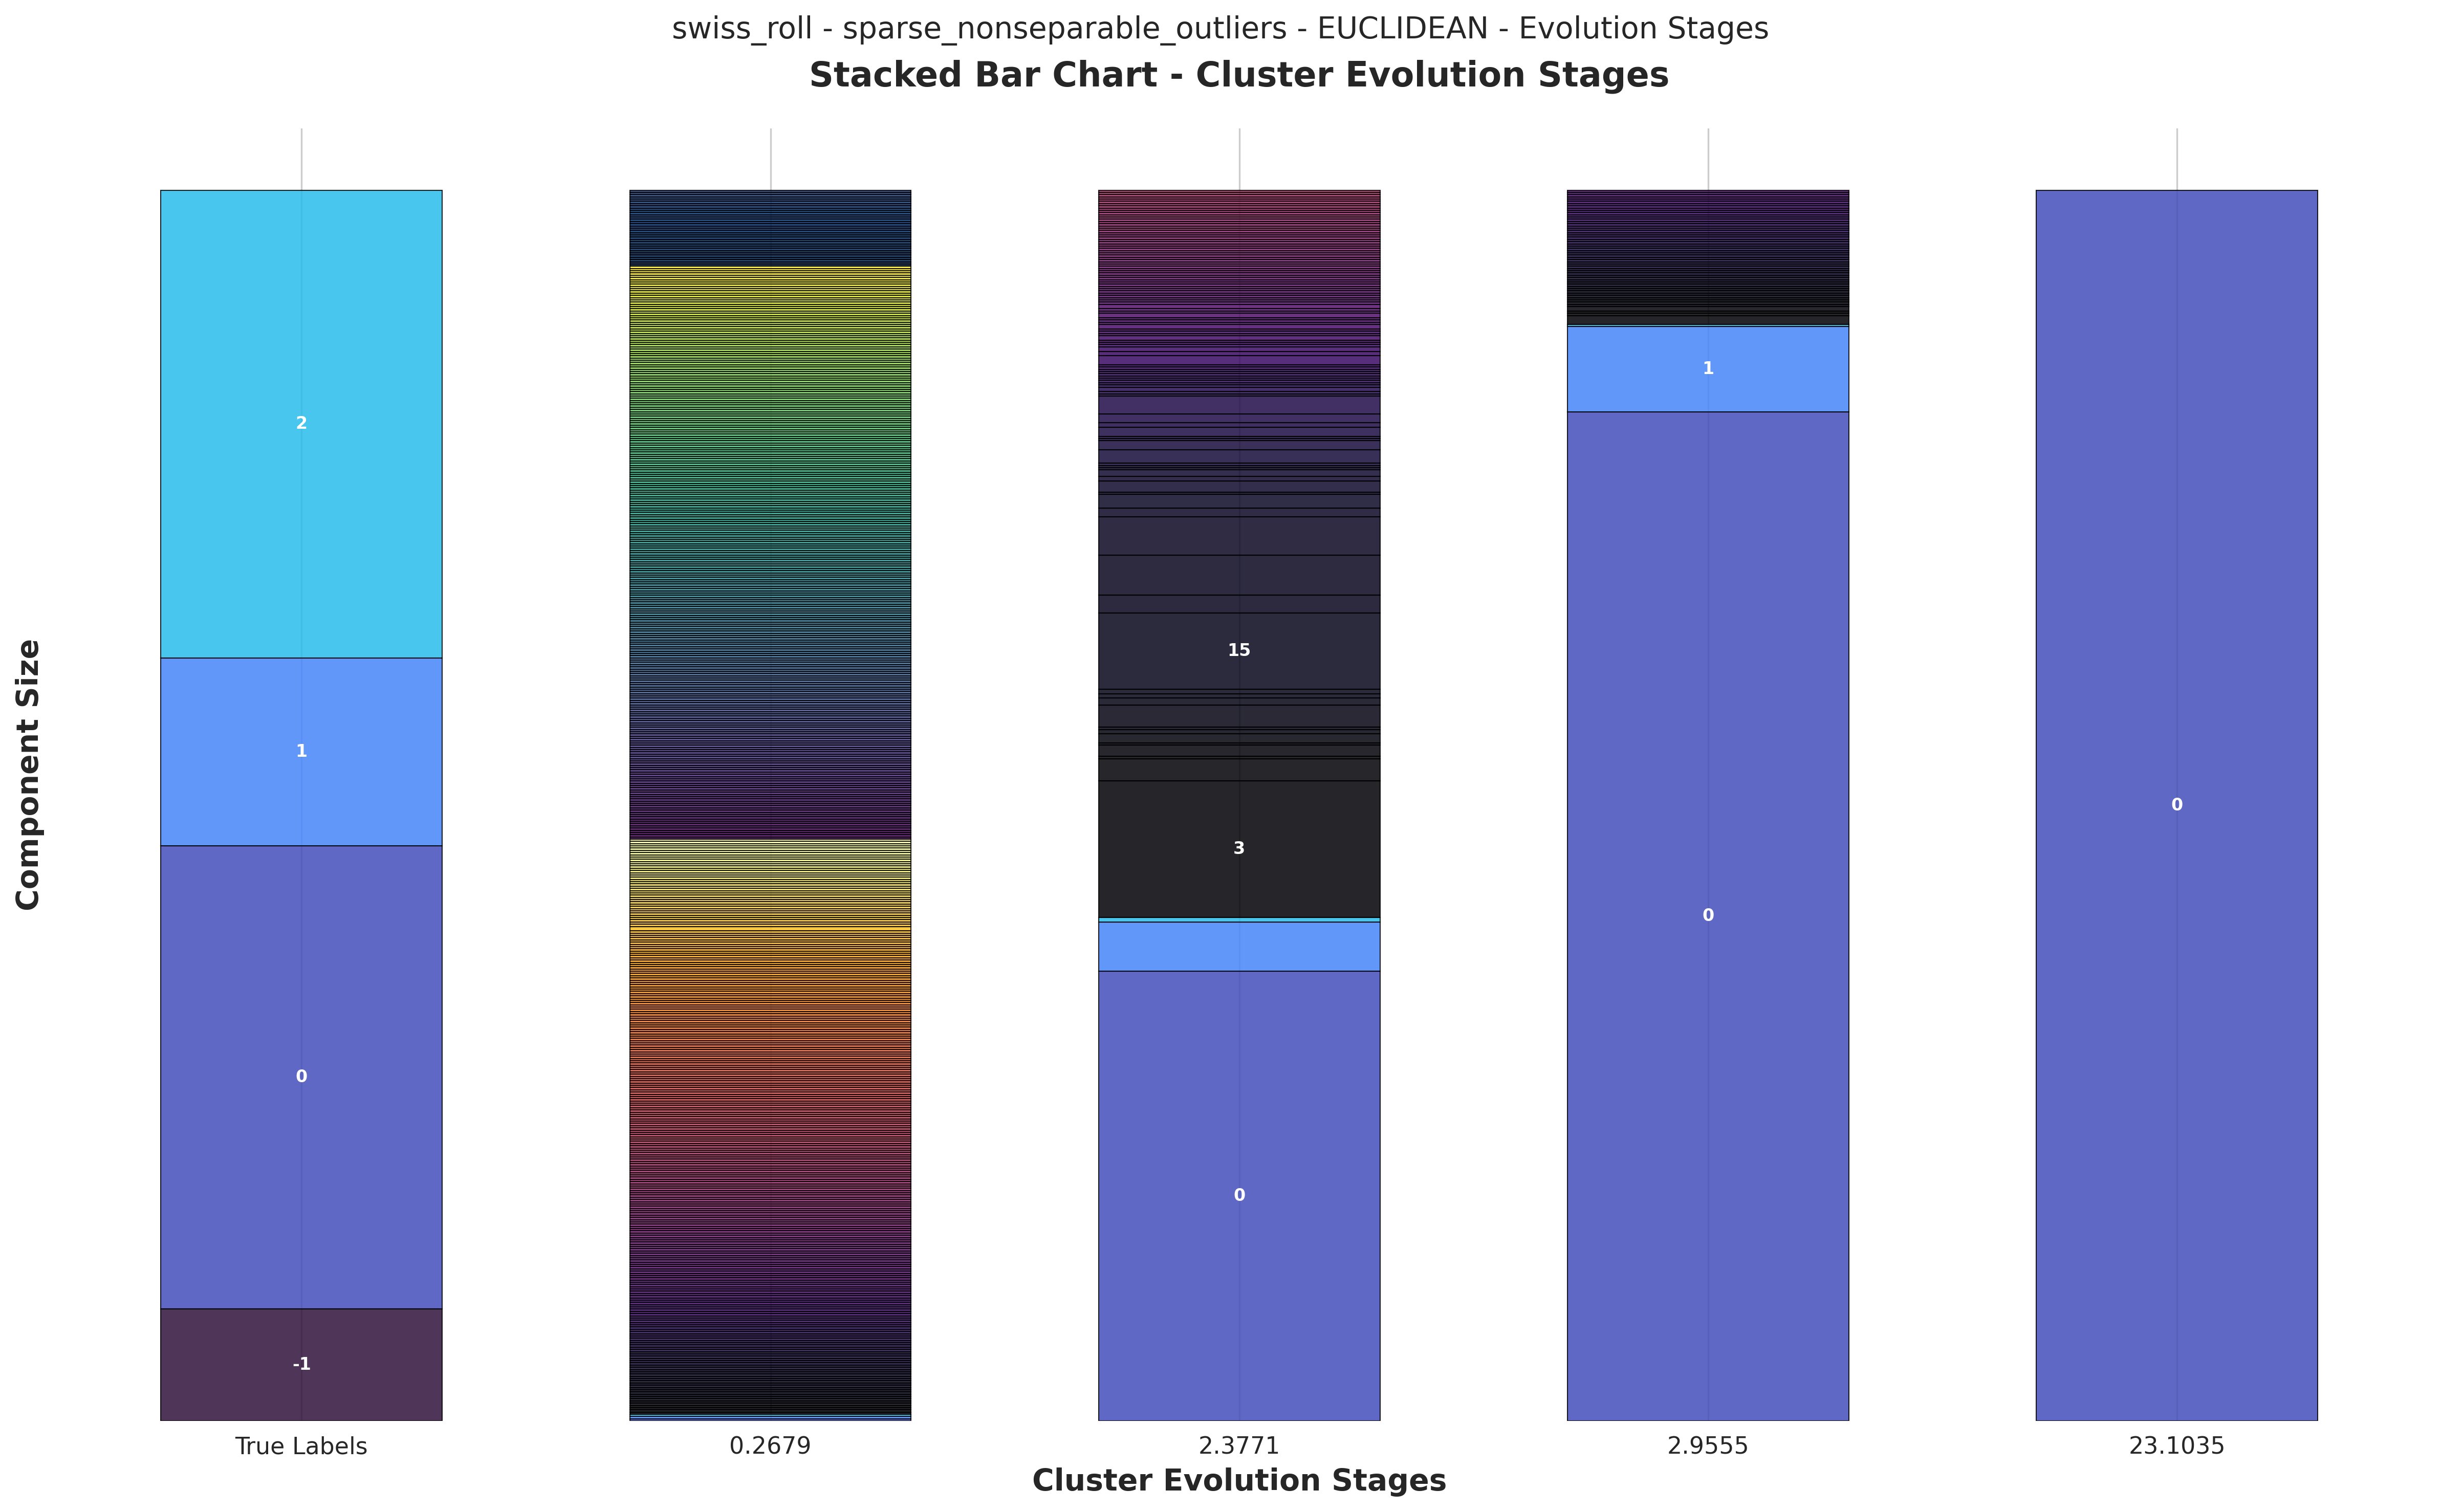 swiss_roll - sparse_nonseparable_outliers - EUCLIDEAN - Evolution Stages
Stacked Bar Chart - Cluster Evolution Stages
Component Size
2
1
0
-1
15
3
0
1
0
0
True Labels
0.2679
2.3771
2.9555
23.1035
Cluster Evolution Stages